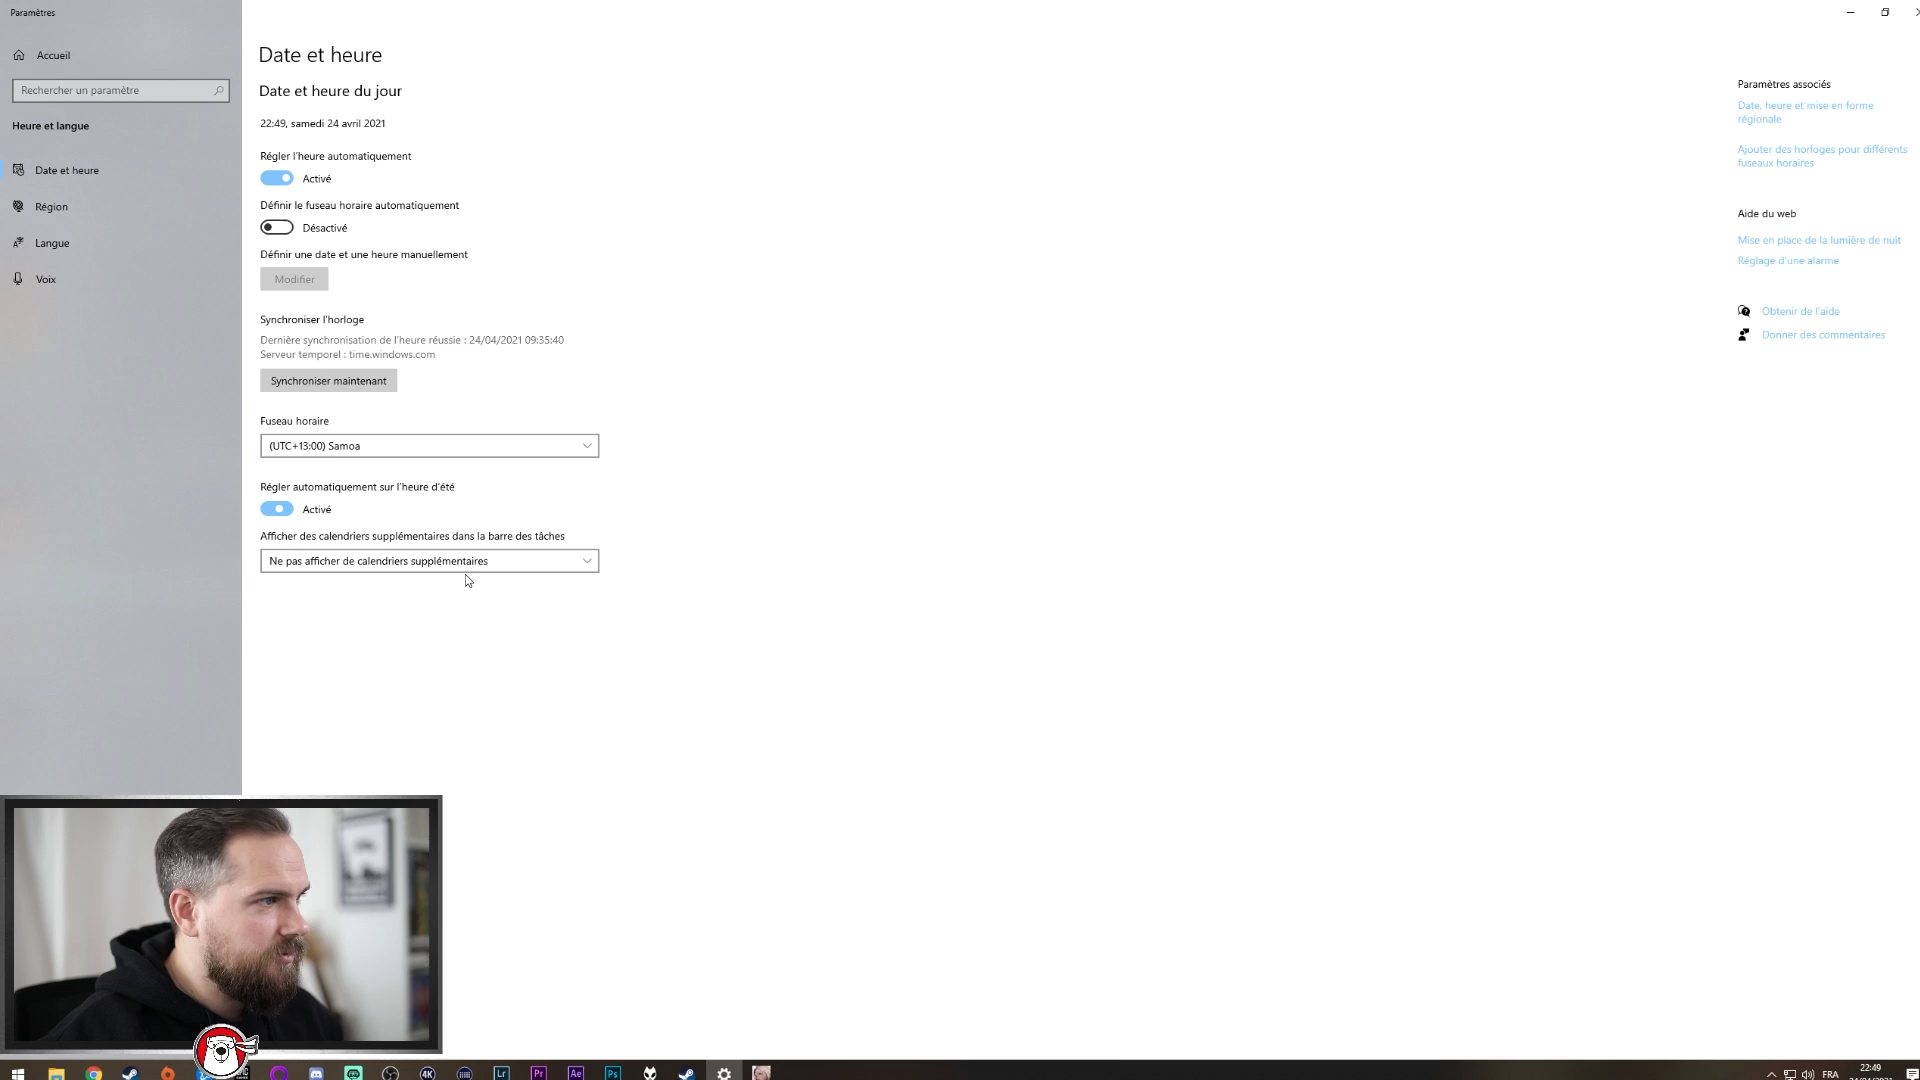 Paramètres
Accueil
Rechercher un paramètre
Heure et langue
Date et heure
Région
Langue
Voix
Date et heure
Date et heure du jour
22:49, samedi 24 avril 2021
Régler l'heure automatiquement
Activé
Définir le fuseau horaire automatiquement
Désactivé
Définir une date et une heure manuellement
Modifier
Synchroniser l'horloge
Dernière synchronisation de l'heure réussie : 24/04/2021 09:35:40
Serveur temporel : time.windows.com
Synchroniser maintenant
Fuseau horaire
(UTC+13:00) Samoa
Régler automatiquement sur l'heure d'été
Activé
Afficher des calendriers supplémentaires dans la barre des tâches
Ne pas afficher de calendriers supplémentaires
Paramètres associés
Date, heure et mise en forme
régionale
Ajouter des horloges pour différents
fuseaux horaires
Aide du web
Mise en place de la lumière de nuit
Réglage d'une alarme
Obtenir de l'aide
Donner des commentaires
4K
Lr
Pr
Ae
Ps
FRA
22:49